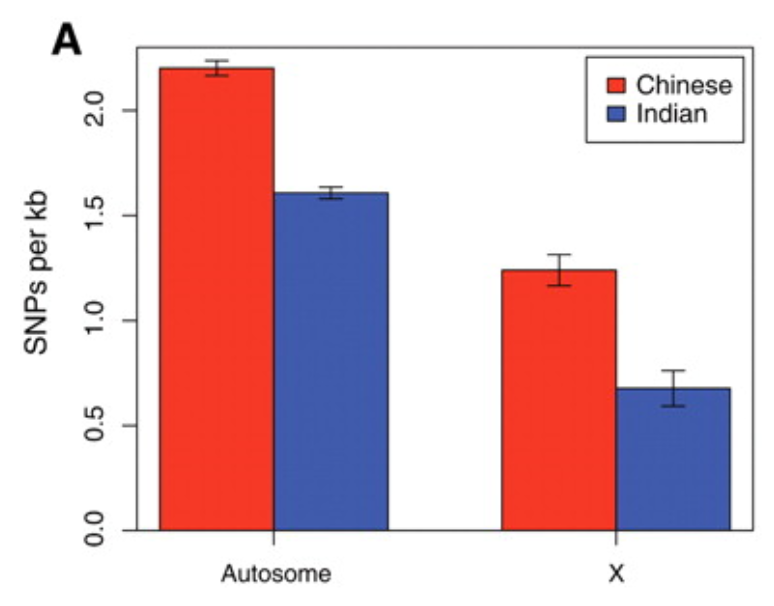 A
Chinese
Indian
SNPs per kb
2.0
1.5
1.0
0.5
0.0
Autosome
X